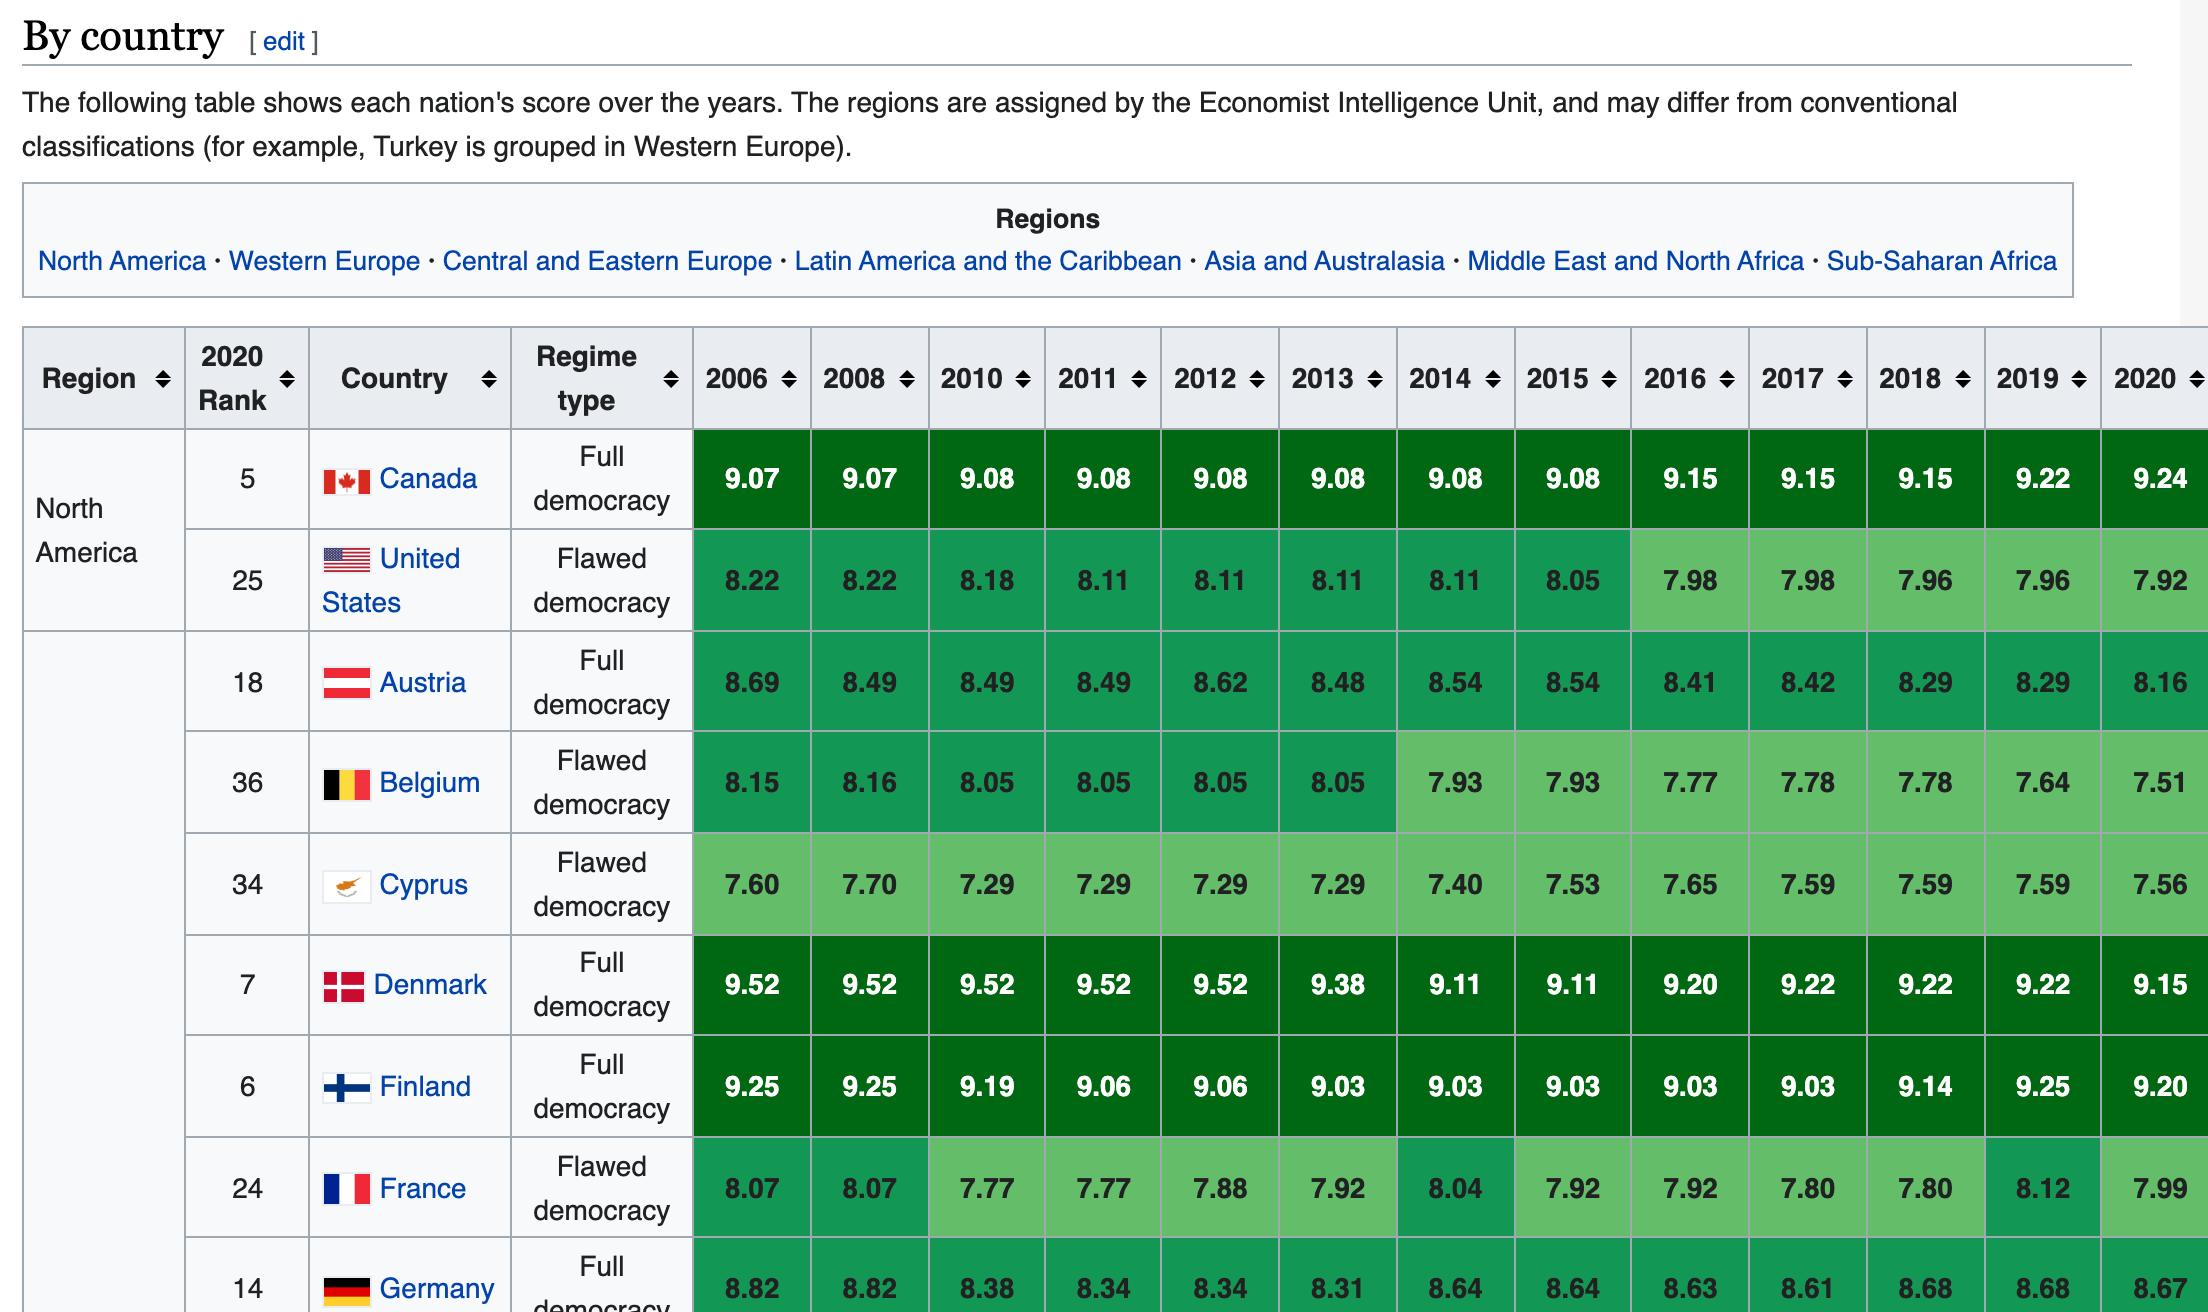 By country [ edit ]
The following table shows each nation's score over the years. The regions are assigned by the Economist Intelligence Unit, and may differ from conventional
classifications (for example, Turkey is grouped in Western Europe).
Regions
North America · Western Europe · Central and Eastern Europe · Latin America and the Caribbean · Asia and Australasia · Middle East and North Africa · Sub-Saharan Africa
Region 2020 Rank Country Regime type 2006 2008 2010 2011 2012 2013 2014 2015 2016 2017 2018 2019 2020
North America
5 Canada Full democracy 9.07 9.07 9.08 9.08 9.08 9.08 9.08 9.08 9.15 9.15 9.15 9.22 9.24
25 United States Flawed democracy 8.22 8.22 8.18 8.11 8.11 8.11 8.11 8.05 7.98 7.98 7.96 7.96 7.92
18 Austria Full democracy 8.69 8.49 8.49 8.49 8.62 8.48 8.54 8.54 8.41 8.42 8.29 8.29 8.16
36 Belgium Flawed democracy 8.15 8.16 8.05 8.05 8.05 8.05 7.93 7.93 7.77 7.78 7.78 7.64 7.51
34 Cyprus Flawed democracy 7.60 7.70 7.29 7.29 7.29 7.29 7.40 7.53 7.65 7.59 7.59 7.59 7.56
7 Denmark Full democracy 9.52 9.52 9.52 9.52 9.52 9.38 9.11 9.11 9.20 9.22 9.22 9.22 9.15
6 Finland Full democracy 9.25 9.25 9.19 9.06 9.06 9.03 9.03 9.03 9.03 9.03 9.14 9.25 9.20
24 France Flawed democracy 8.07 8.07 7.77 7.77 7.88 7.92 8.04 7.92 7.92 7.80 7.80 8.12 7.99
14 Germany Full democracy 8.82 8.82 8.38 8.34 8.34 8.31 8.64 8.64 8.63 8.61 8.68 8.68 8.67